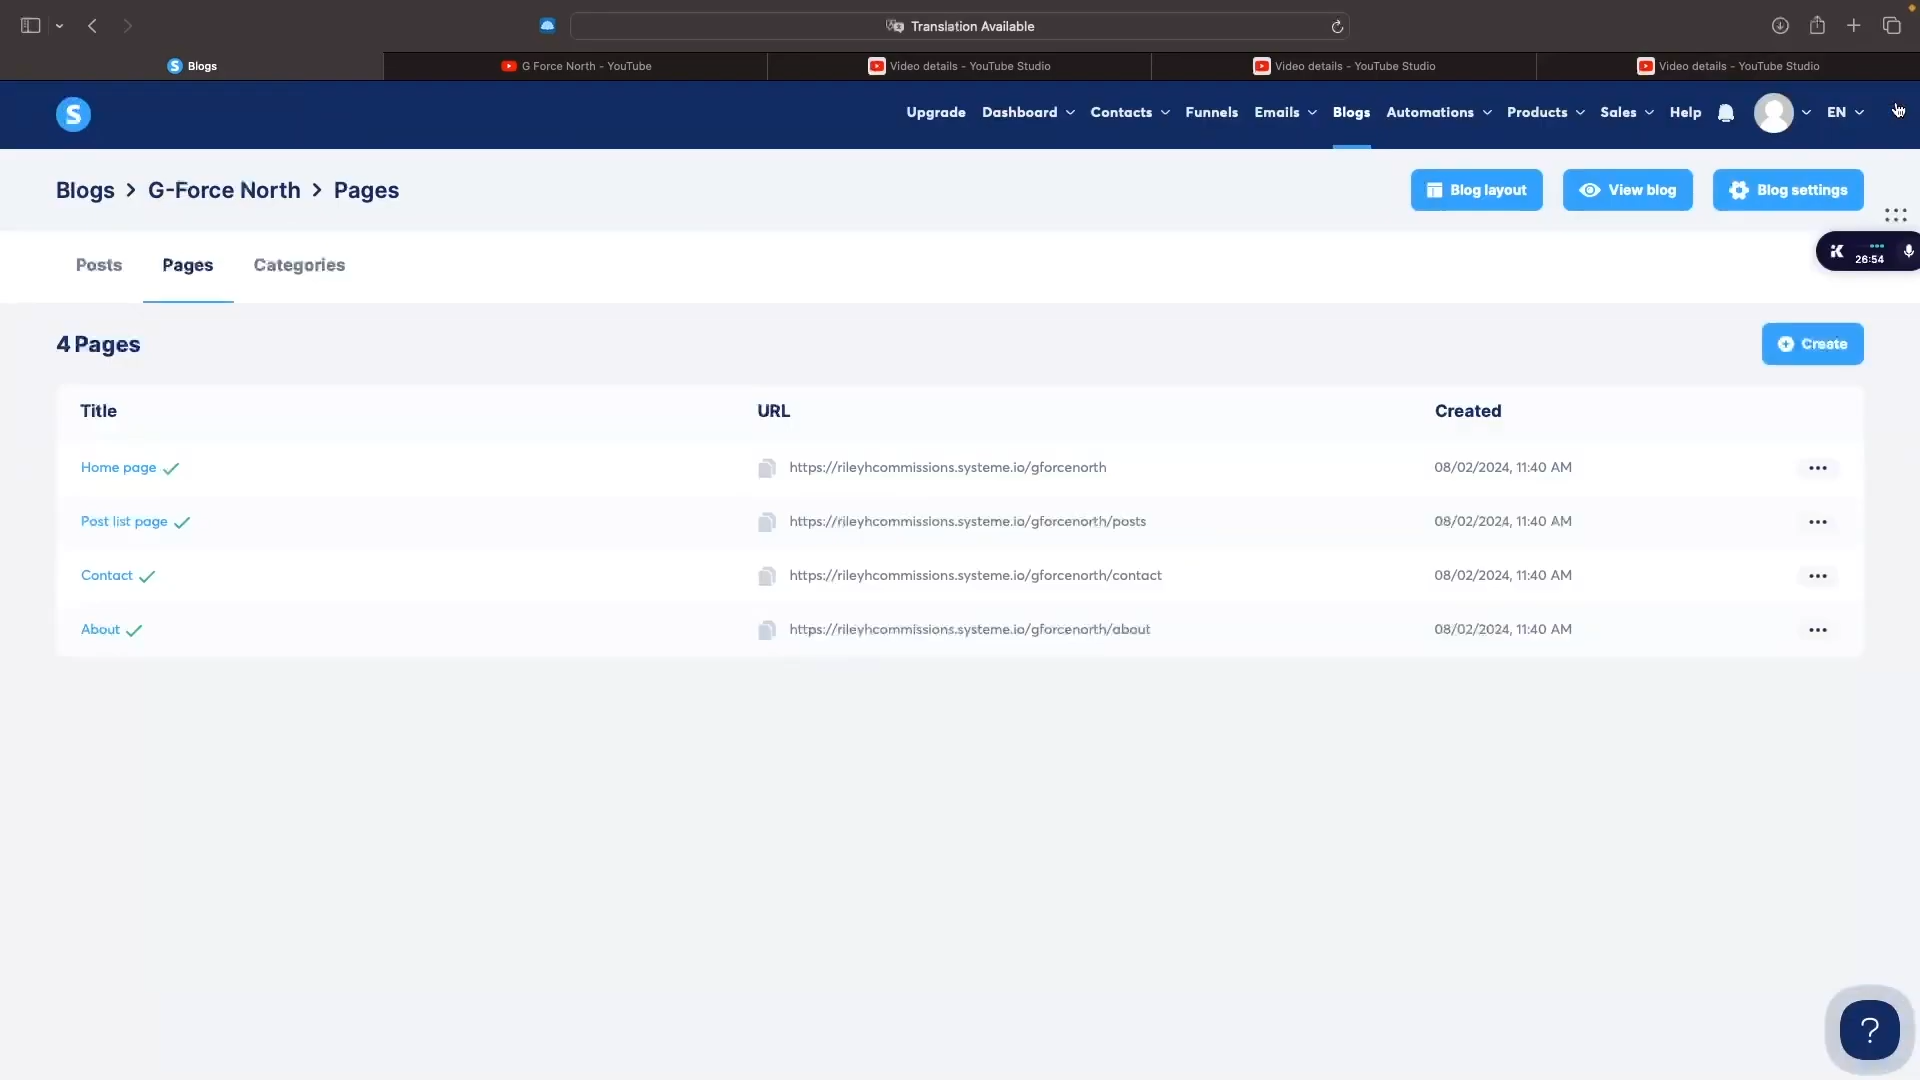 Translation Available
S Blogs
G Force North - YouTube
Video details - YouTube Studio
Video details - YouTube Studio
Video details - YouTube Studio
S
Upgrade Dashboard Contacts Funnels Emails Blogs Automations Products Sales Help EN
Blogs > G-Force North > Pages
Blog layout
View blog
Blog settings
26:54
Posts Pages Categories
4 Pages
Create
Title URL Created
Home page https://rileyhcommissions.systeme.io/gforcenorth 08/02/2024, 11:40 AM
Post list page https://rileyhcommissions.systeme.io/gforcenorth/posts 08/02/2024, 11:40 AM
Contact https://rileyhcommissions.systeme.io/gforcenorth/contact 08/02/2024, 11:40 AM
About https://rileyhcommissions.systeme.io/gforcenorth/about 08/02/2024, 11:40 AM
?